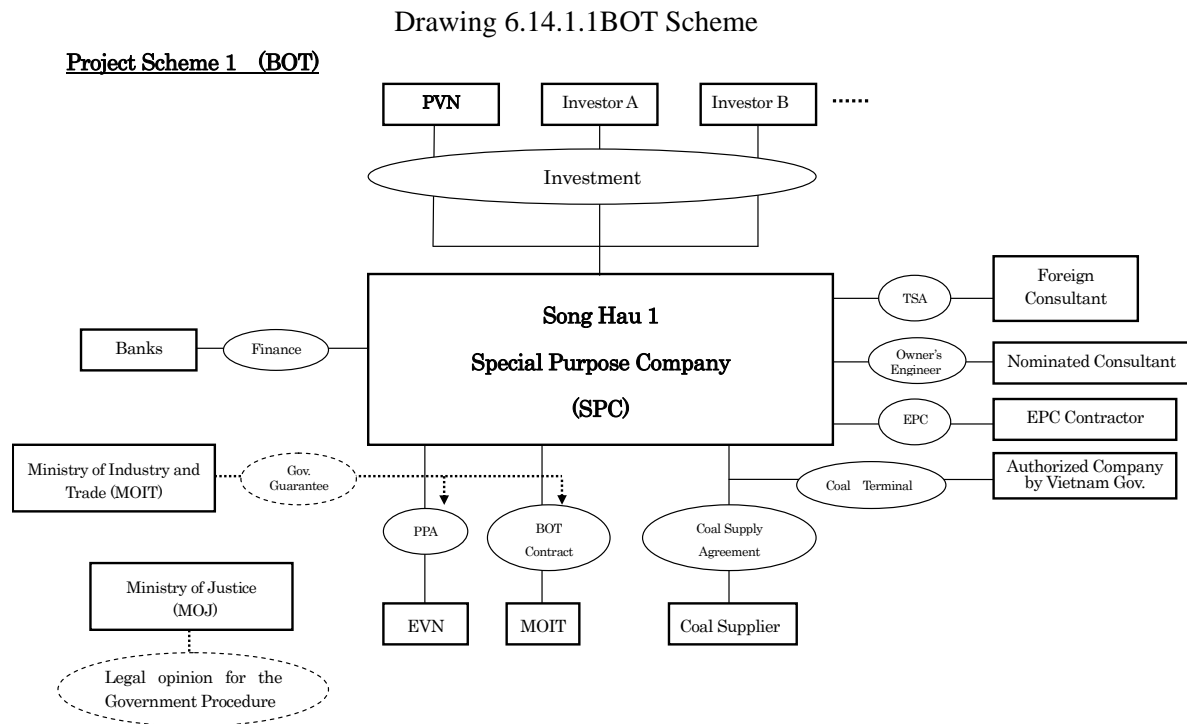 Drawing 6.14.1.1BOT Scheme
Project Scheme 1 (BOT)
PVN
Investor A
Investor B
......
Investment
Song Hau 1
Special Purpose Company
(SPC)
Banks
Finance
TSA
Foreign
Consultant
Owner's
Engineer
Nominated Consultant
EPC
EPC Contractor
Coal Terminal
Authorized Company
by Vietnam Gov.
Ministry of Industry and
Trade (MOIT)
Gov.
Guarantee
PPA
BOT
Contract
Coal Supply
Agreement
EVN
MOIT
Coal Supplier
Ministry of Justice
(MOJ)
Legal opinion for the
Government Procedure